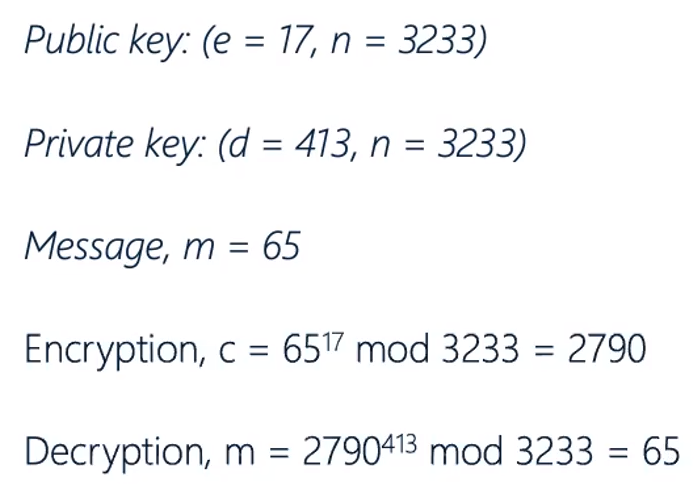 Public key: (e = 17, n = 3233)
Private key: (d = 413, n = 3233)
Message, m = 65
Encryption, c = 65¹⁷ mod 3233 = 2790
Decryption, m = 2790⁴¹³ mod 3233 = 65